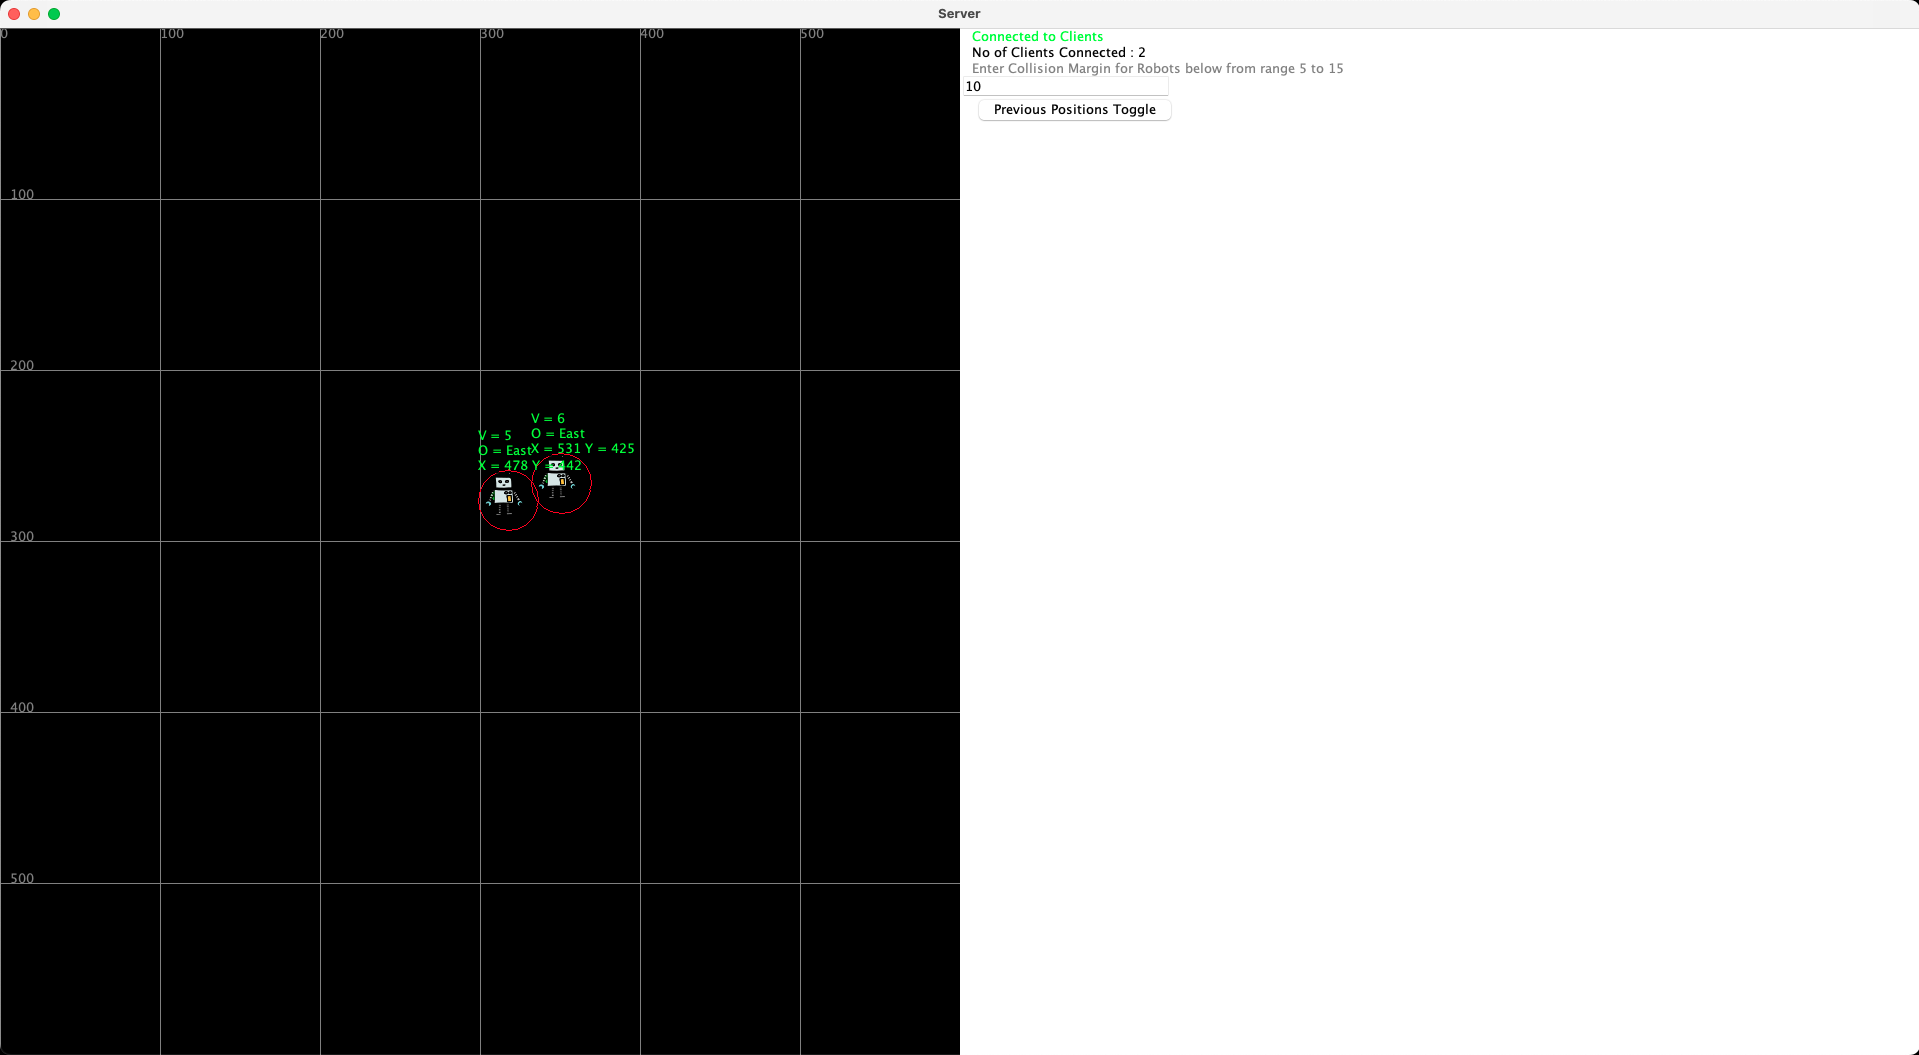 Server
0 100 200 300 400 500
Connected to Clients
No of Clients Connected : 2
Enter Collision Margin for Robots below from range 5 to 15
10
Previous Positions Toggle
100
200
V = 6
O = East
X = 531 Y = 425
V = 5
O = East
X = 478 Y = 442
300
400
500